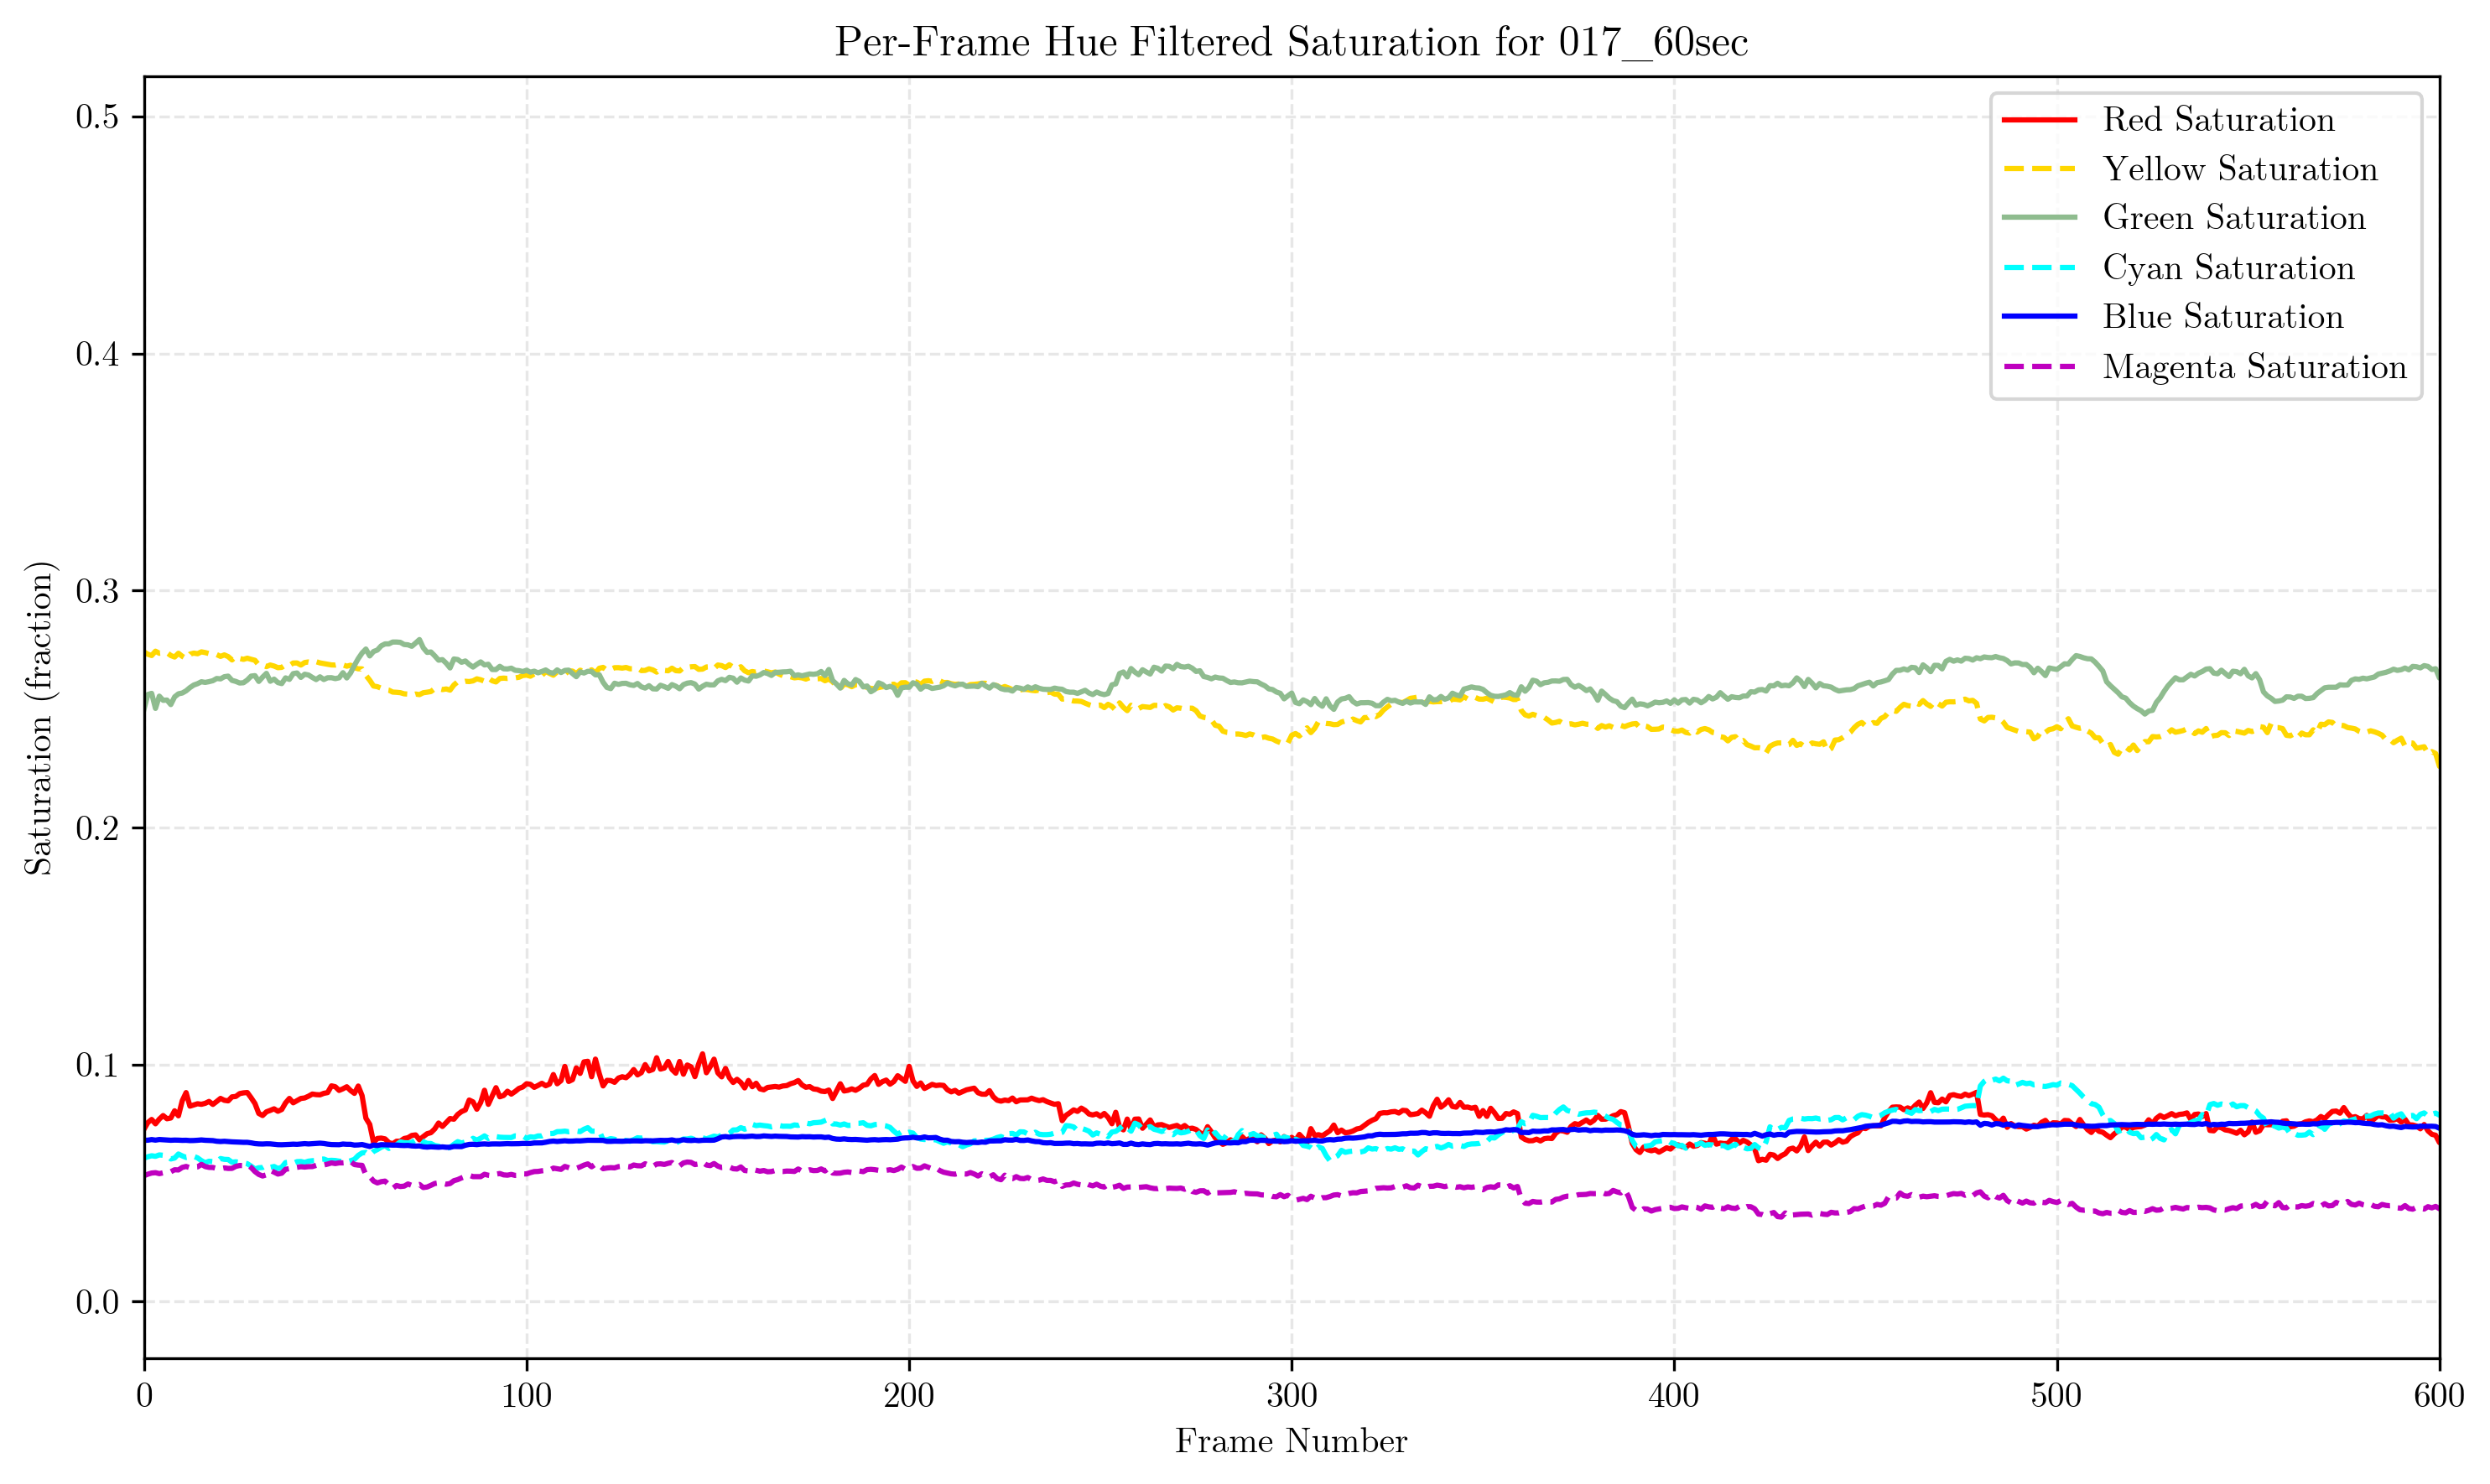 Per-Frame Hue Filtered Saturation for 017_60sec
Red Saturation
Yellow Saturation
Green Saturation
Cyan Saturation
Blue Saturation
Magenta Saturation
Saturation (fraction)
0.5
0.4
0.3
0.2
0.1
0.0
0 100 200 300 400 500 600
Frame Number